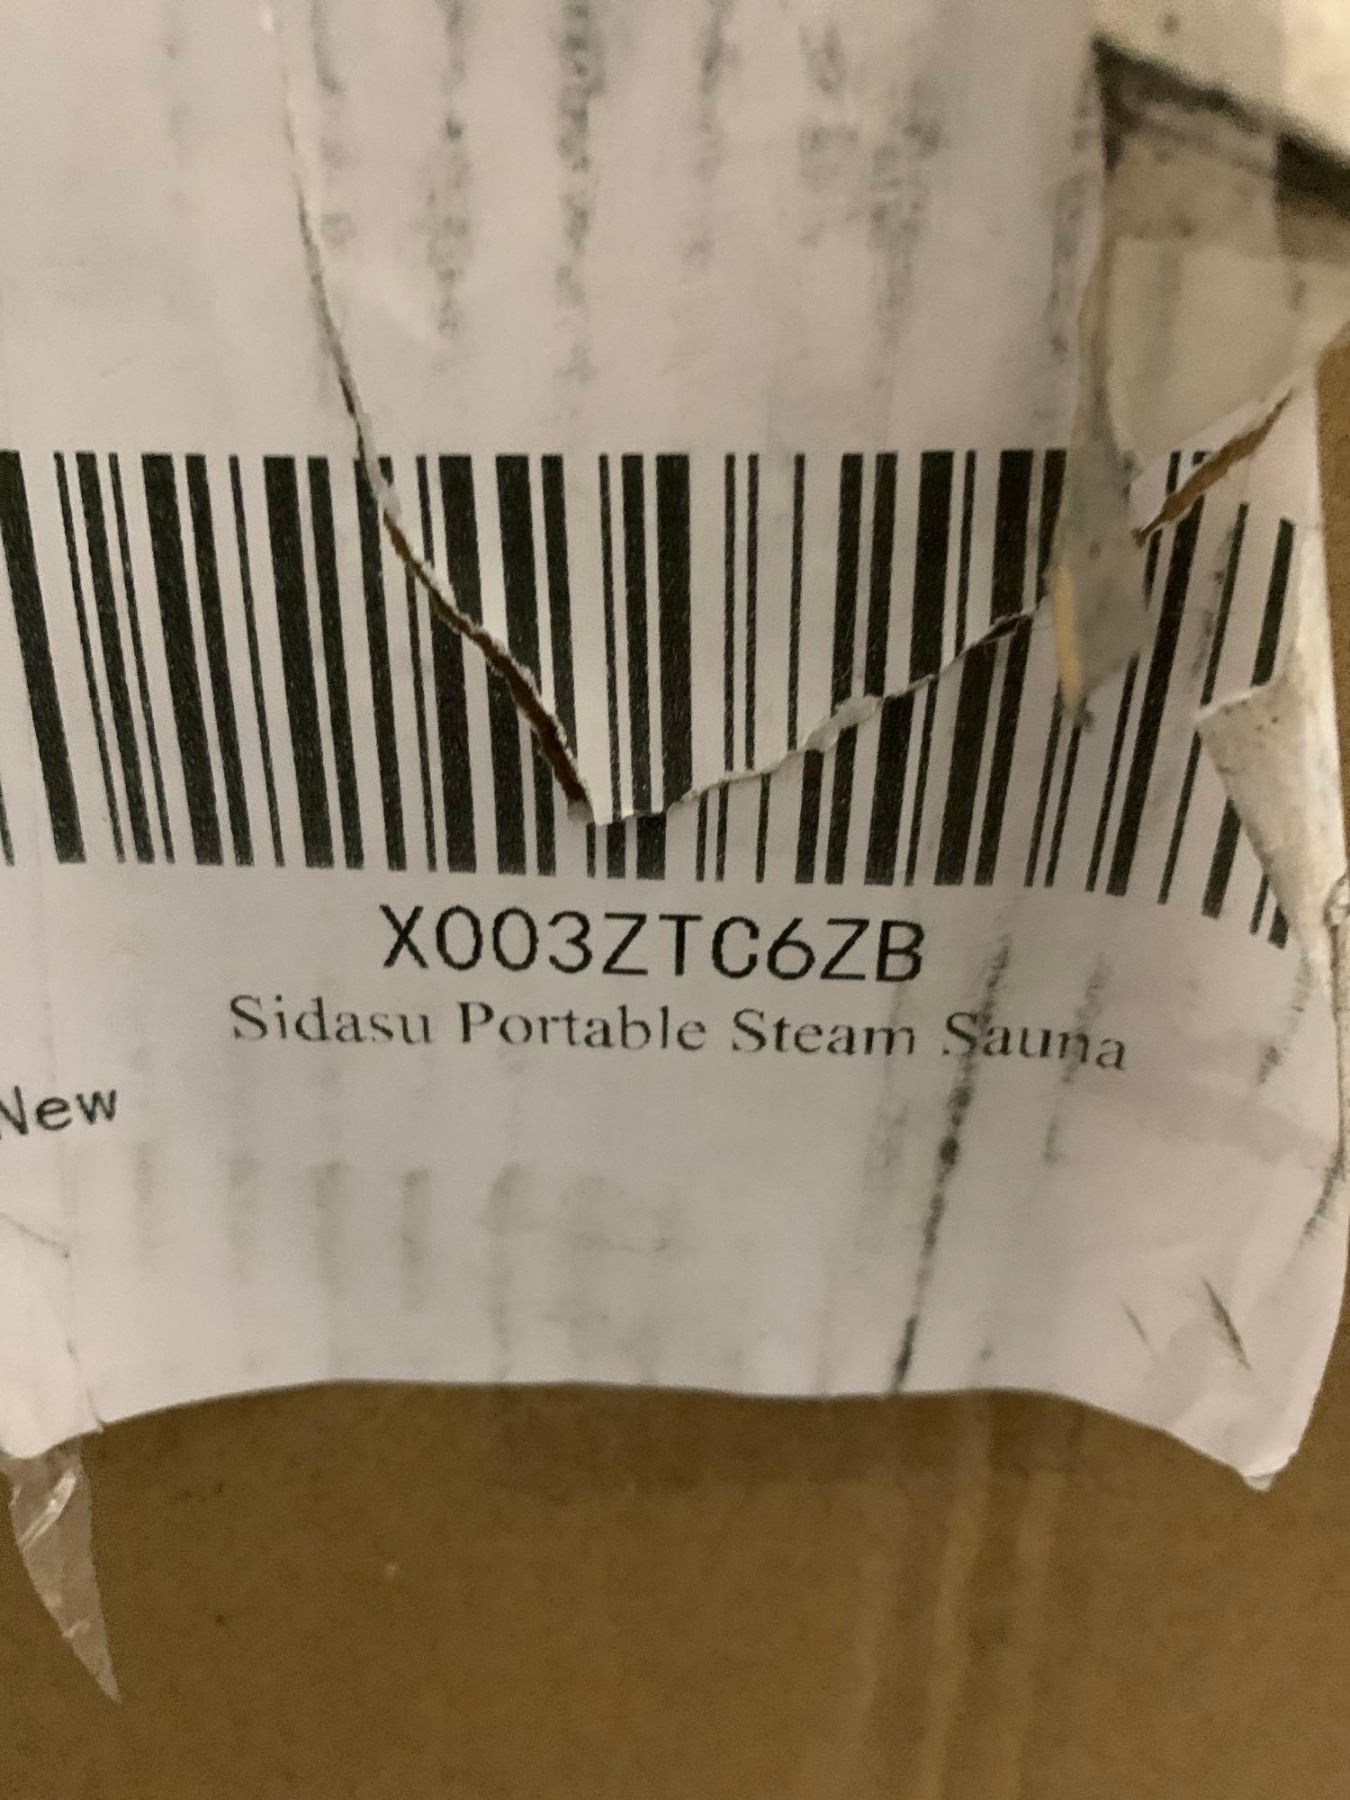 X003ZTC6ZB
Sidasu Portable Steam Sauna
New